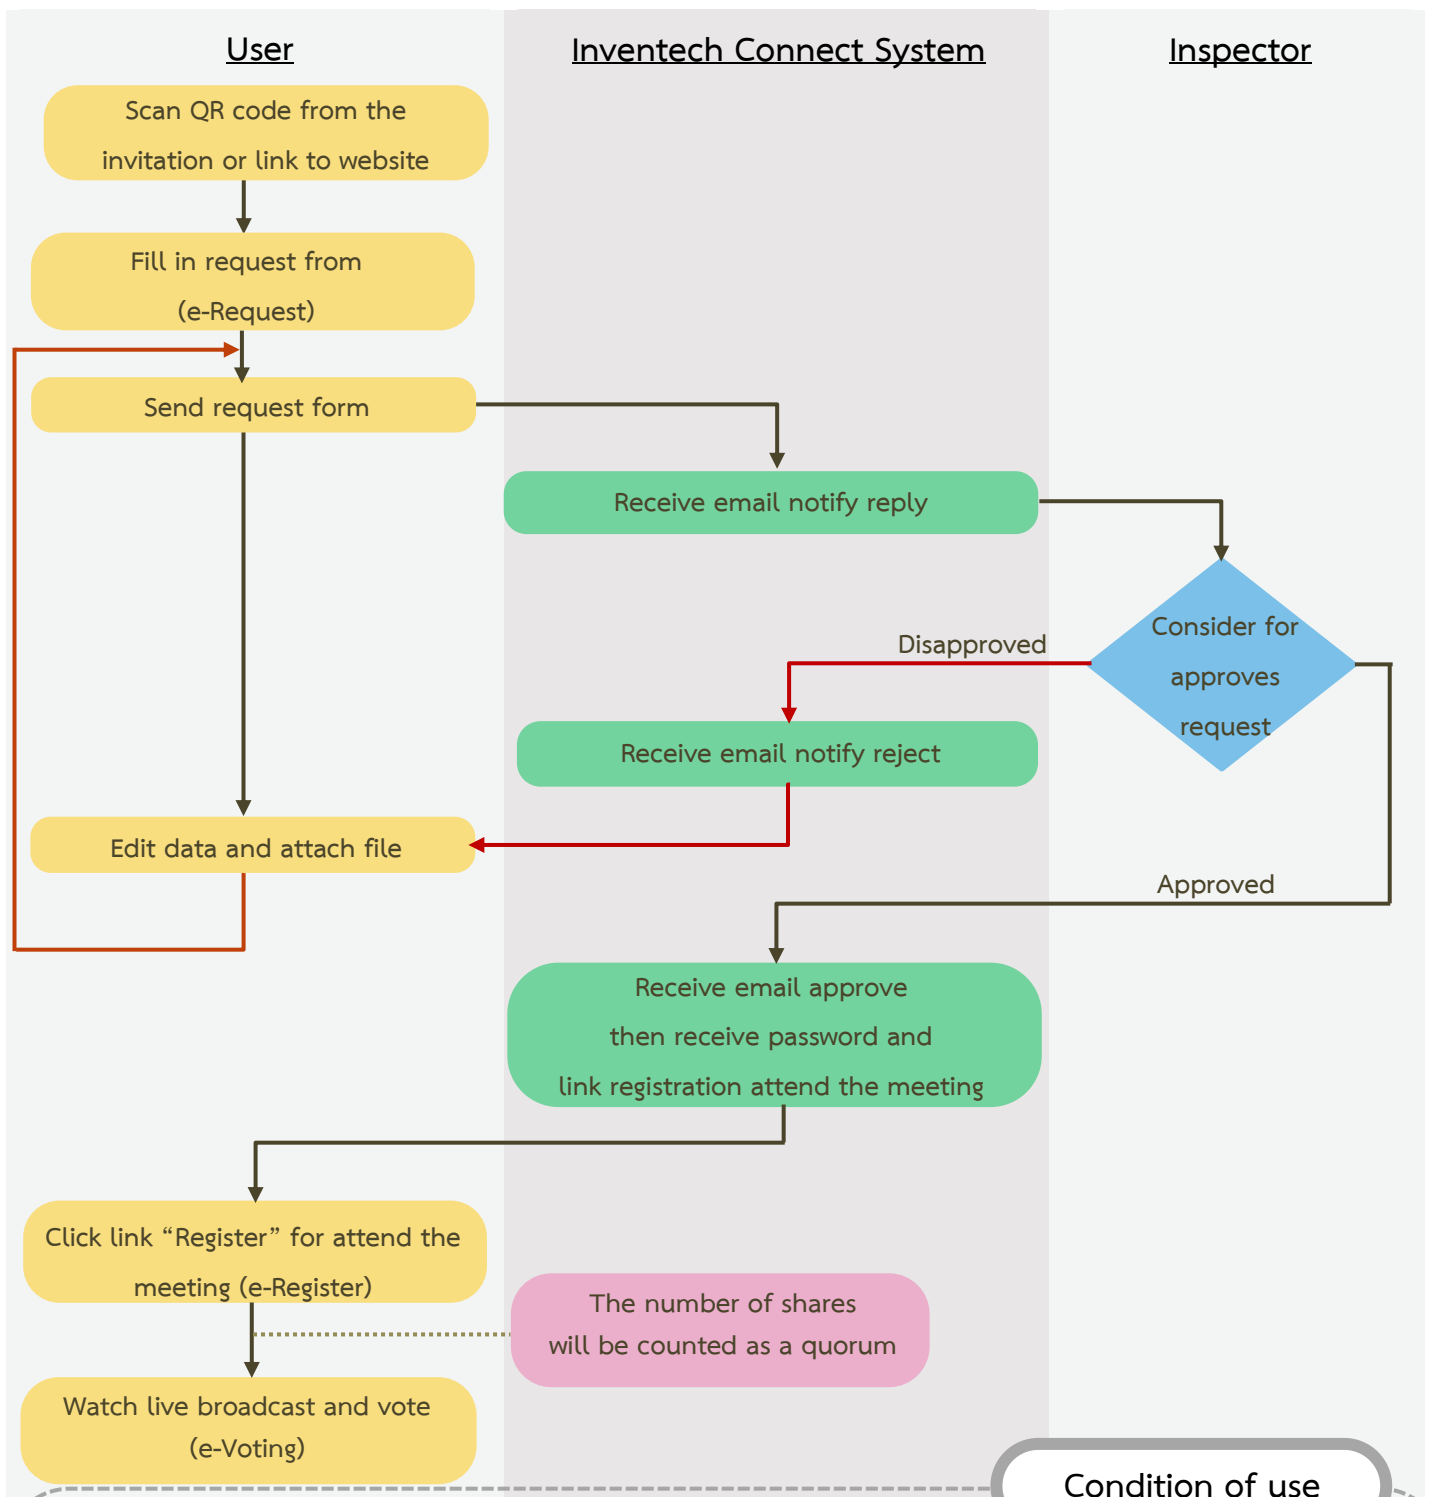 User
Inventech Connect System
Inspector
Scan QR code from the
invitation or link to website
Fill in request from
(e-Request)
Send request form
Receive email notify reply
Consider for
approves
request
Disapproved
Receive email notify reject
Edit data and attach file
Approved
Receive email approve
then receive password and
link registration attend the meeting
Click link “Register” for attend the
meeting (e-Register)
The number of shares
will be counted as a quorum
Watch live broadcast and vote
(e-Voting)
Condition of use